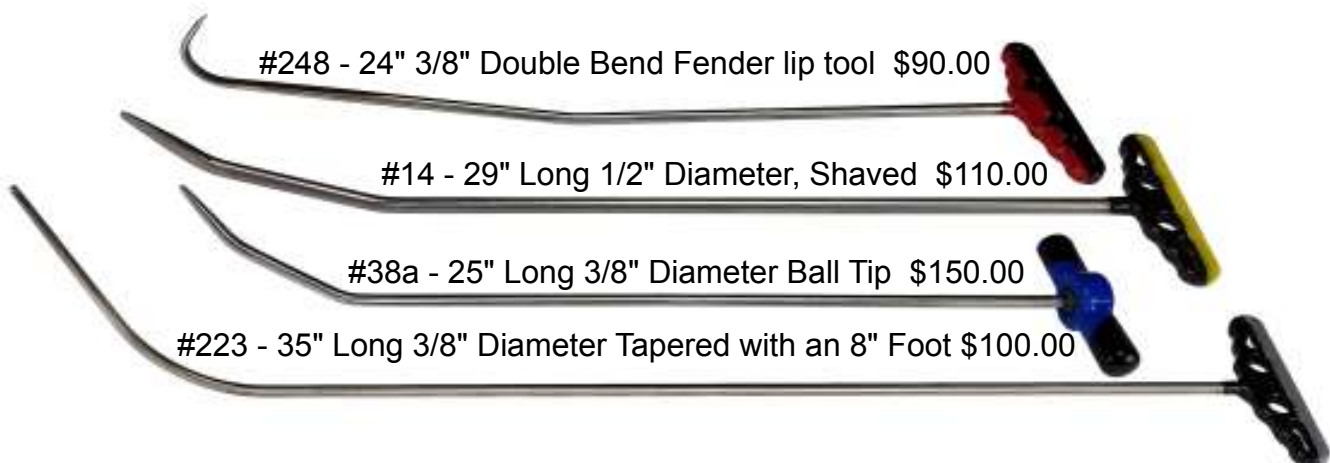 #248 - 24" 3/8" Double Bend Fender lip tool $90.00
#14 - 29" Long 1/2" Diameter, Shaved $110.00
#38a - 25" Long 3/8" Diameter Ball Tip $150.00
#223 - 35" Long 3/8" Diameter Tapered with an 8" Foot $100.00